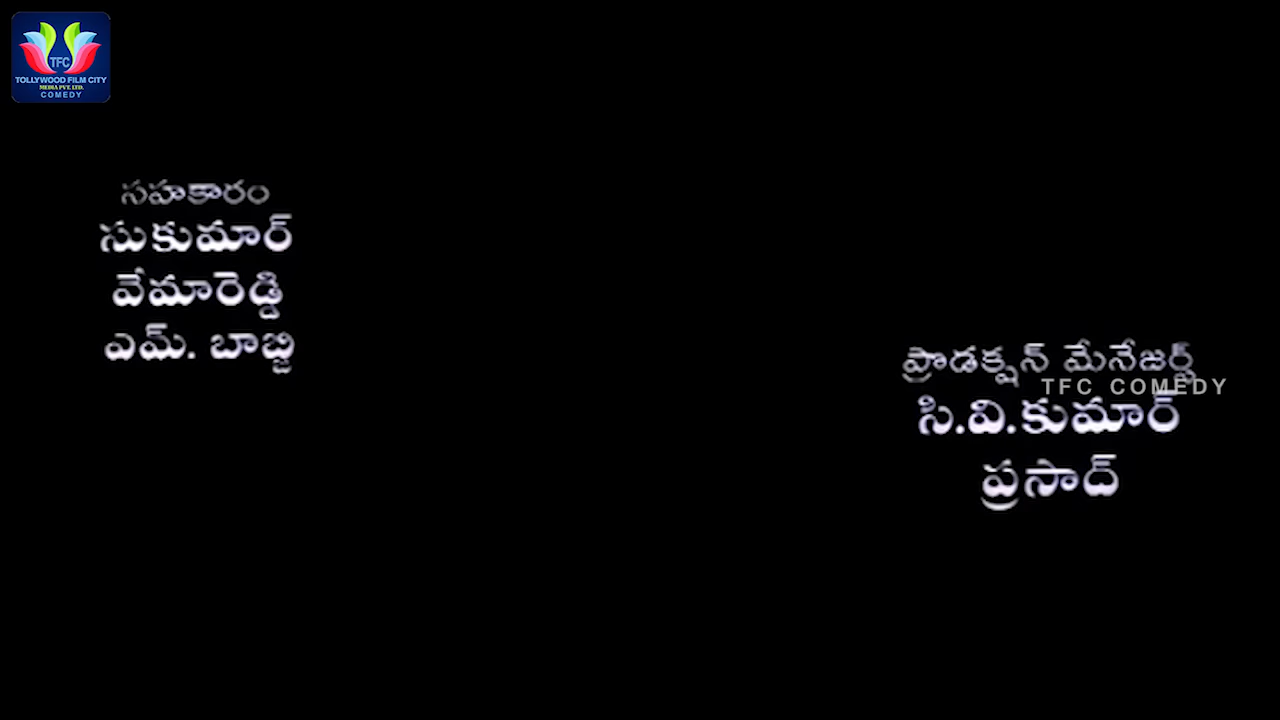 TFC
TOLLYWOOD FILM CITY
MEDIA PVT. LTD.
COMEDY
సహకారం
సుకుమార్
వేమారెడ్డి
ఎమ్. బాబ్జి
ప్రొడక్షన్ మేనేజర్స్
TFC COMEDY
సి.వి.కుమార్
ప్రసాద్